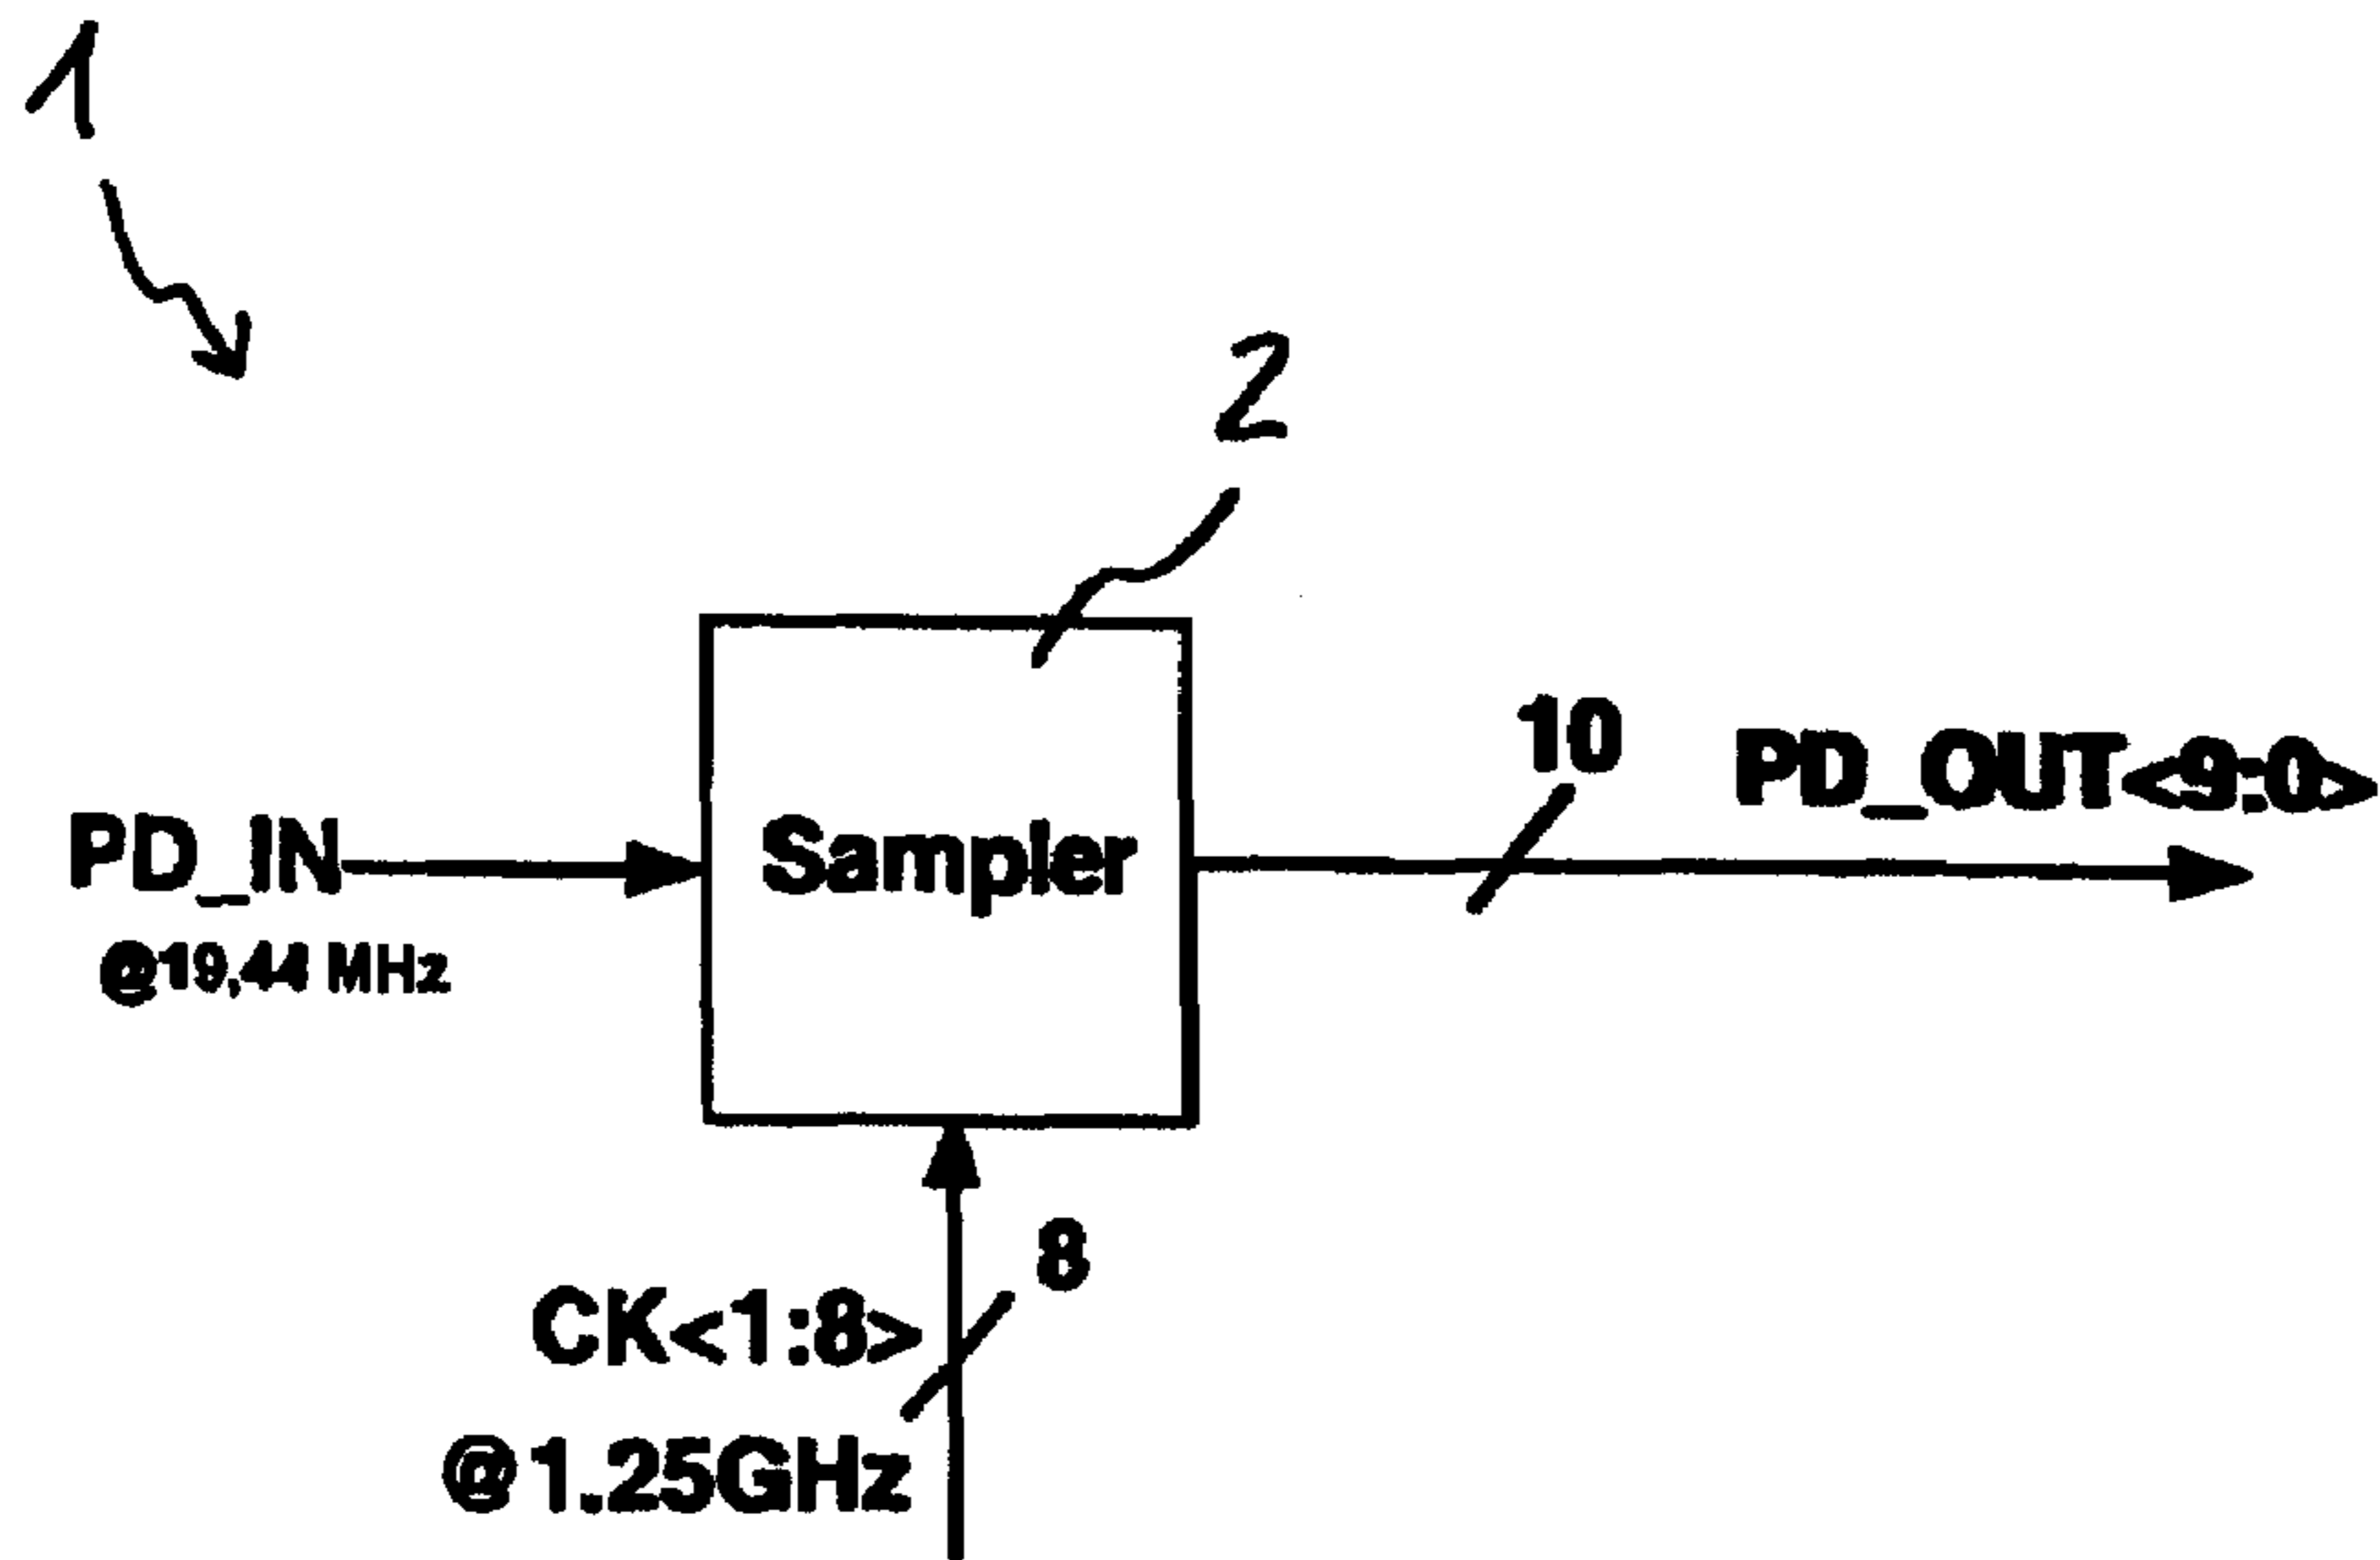 1
2
10
PD_OUT<9:0>
PD_IN
Sampler
@19,44 MHz
8
CK<1:8>
@1.25GHz